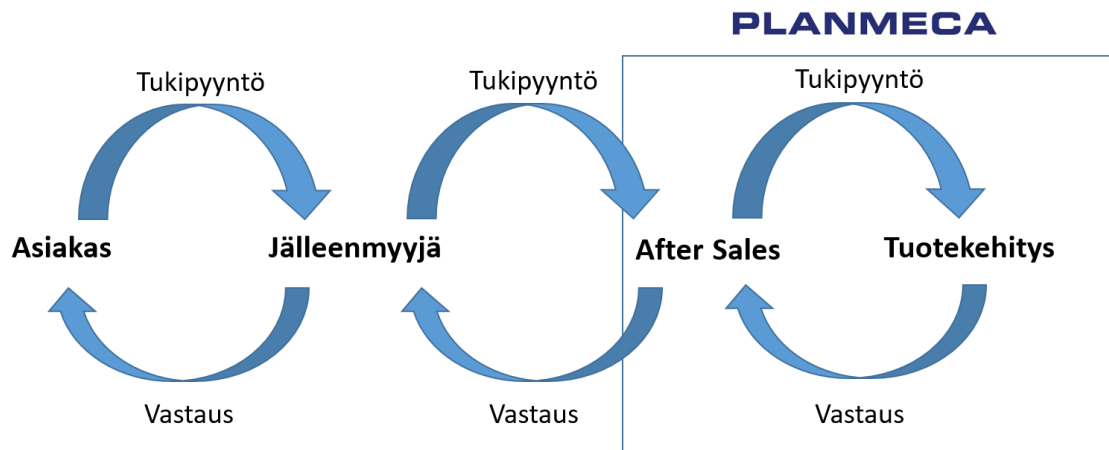 PLANMECA
Tukipyyntö
Tukipyyntö
Tukipyyntö
Asiakas
Jälleenmyyjä
After Sales
Tuotekehitys
Vastaus
Vastaus
Vastaus